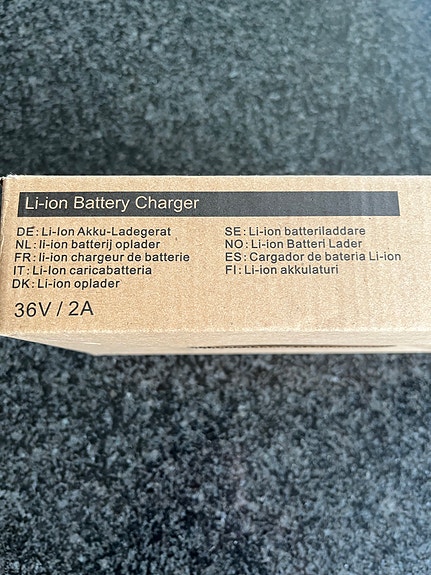 Li-ion Battery Charger
DE: Li-Ion Akku-Ladegerat
NL: li-ion batterij oplader
FR: li-ion chargeur de batterie
IT: Li-Ion caricabatteria
DK: Li-ion oplader
SE: Li-ion batteriladdare
NO: Li-ion Batteri Lader
ES: Cargador de bateria Li-ion
FI: Li-ion akkulaturi
36V / 2A